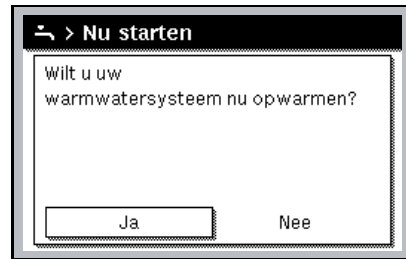 > Nu starten
Wilt u uw
warmwatersysteem nu opwarmen?
Ja
Nee